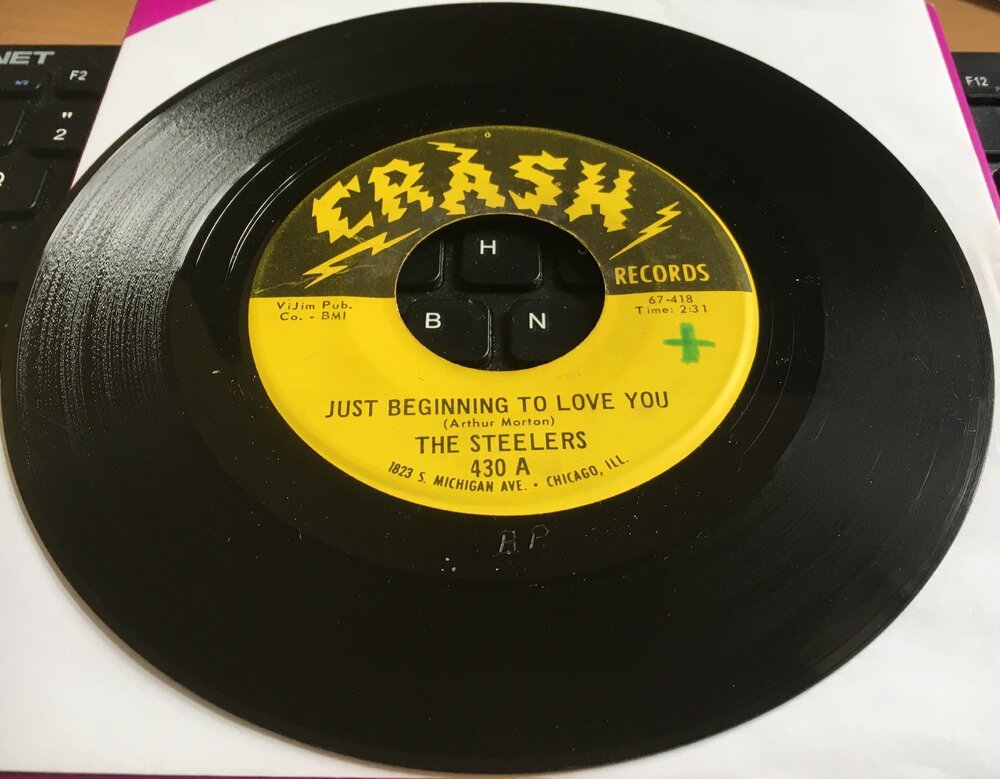 NET
F2
F12
"
2
CRASH
RECORDS
ViJim Pub.
Co. - BMI
67-418
Time: 2:31
H
B
N
JUST BEGINNING TO LOVE YOU
(Arthur Morton)
THE STEELERS
430 A
1823 S. MICHIGAN AVE. • CHICAGO, ILL.